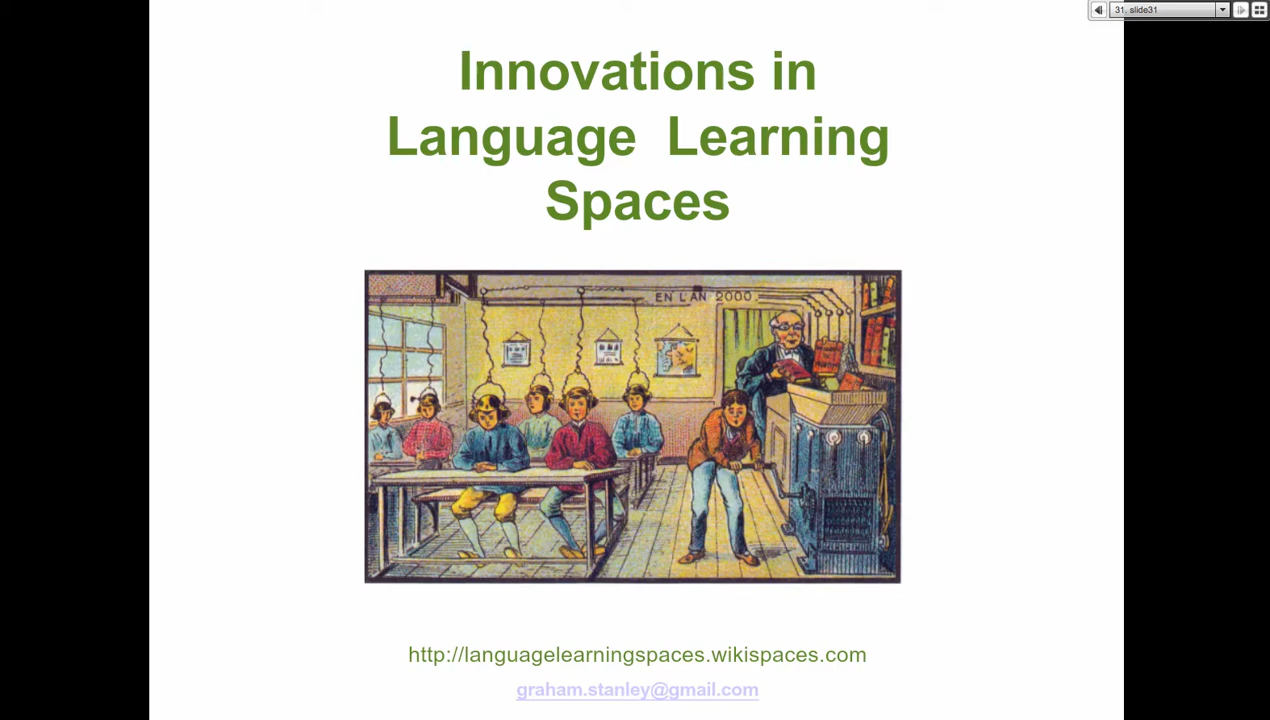 31. slide31
Innovations in
Language Learning
Spaces
EN L'AN 2000
http://languagelearningspaces.wikispaces.com
graham.stanley@gmail.com